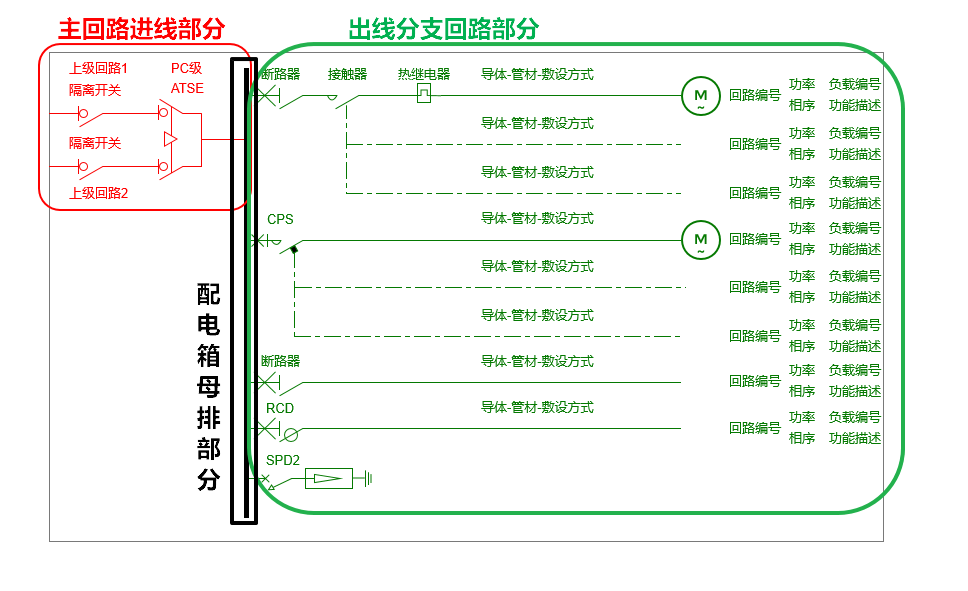 主回路进线部分
出线分支回路部分
上级回路1
隔离开关
PC级
ATSE
隔离开关
上级回路2
配电箱母排部分
断路器
接触器
热继电器
导体-管材-敷设方式
M
~
回路编号
功率 负载编号
相序 功能描述
导体-管材-敷设方式
回路编号
功率 负载编号
相序 功能描述
导体-管材-敷设方式
回路编号
功率 负载编号
相序 功能描述
CPS
导体-管材-敷设方式
M
~
回路编号
功率 负载编号
相序 功能描述
导体-管材-敷设方式
回路编号
功率 负载编号
相序 功能描述
导体-管材-敷设方式
回路编号
功率 负载编号
相序 功能描述
断路器
导体-管材-敷设方式
回路编号
功率 负载编号
相序 功能描述
RCD
导体-管材-敷设方式
回路编号
功率 负载编号
相序 功能描述
SPD2